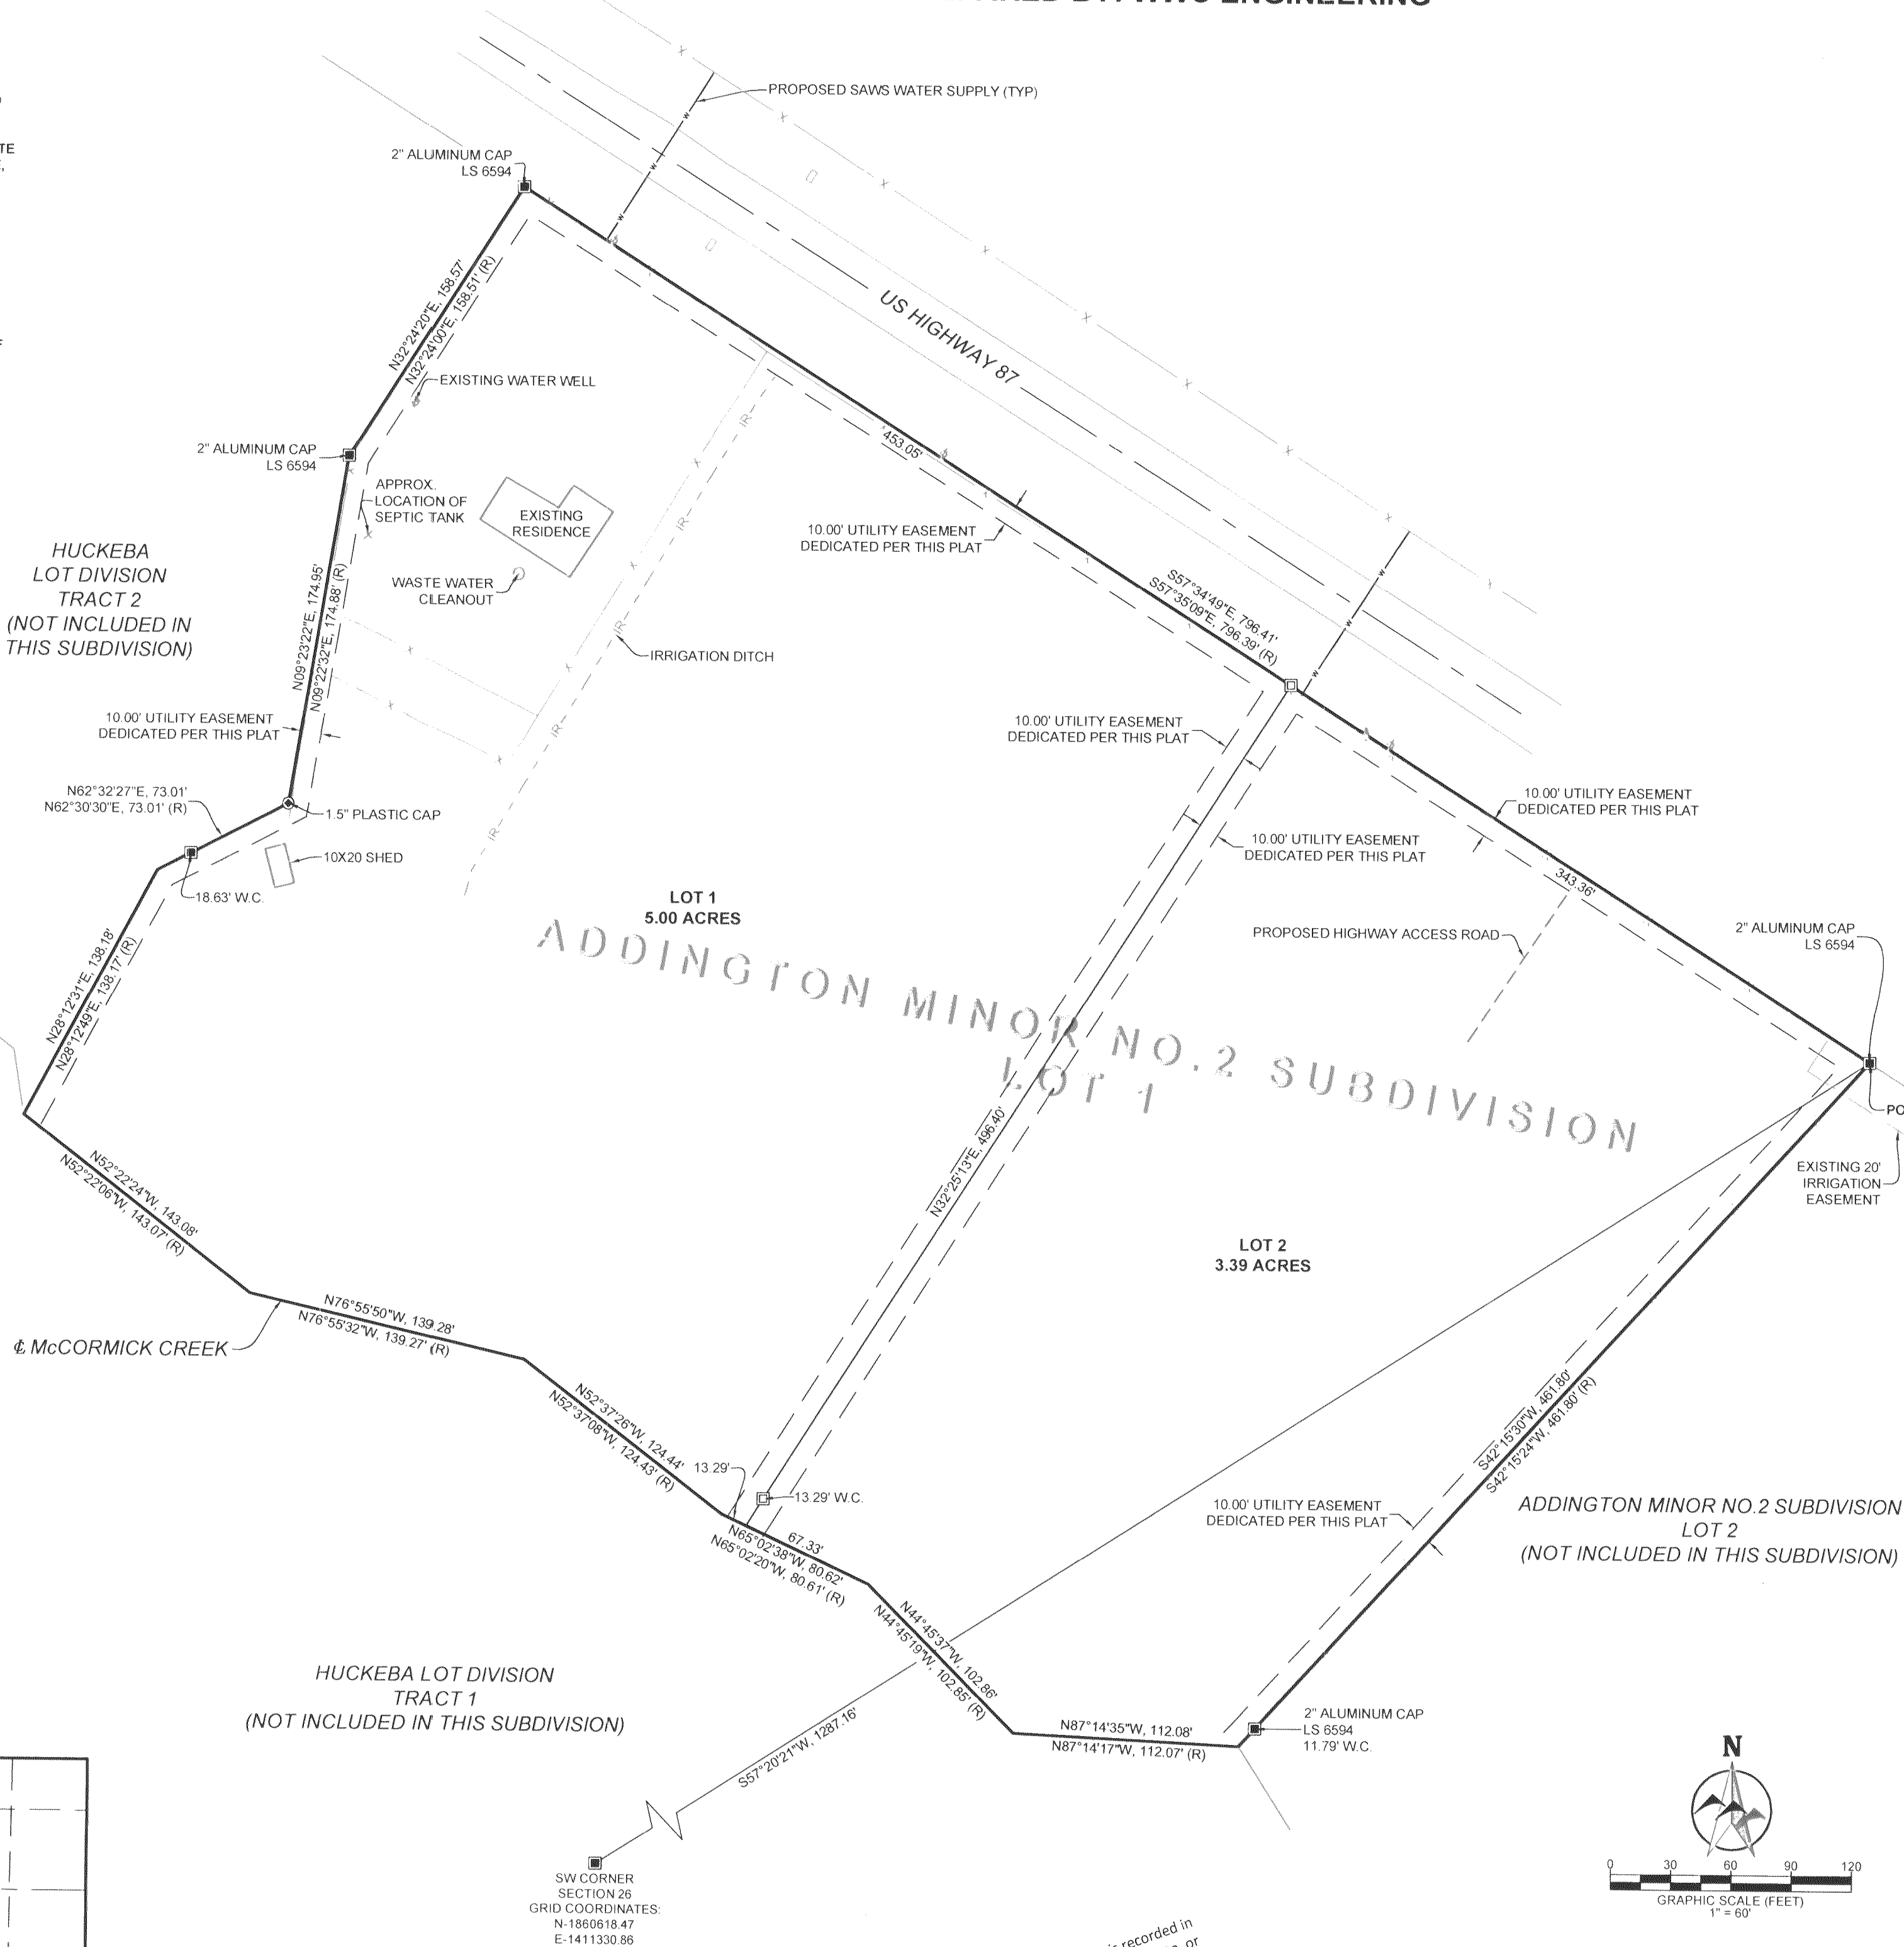 ENGINEERING
PROPOSED SAWS WATER SUPPLY (TYP)
2" ALUMINUM CAP
LS 6594
US HIGHWAY 87
N32°24'20"E, 158.57'
N32°24'00"E, 158.51' (R)
EXISTING WATER WELL
2" ALUMINUM CAP
LS 6594
APPROX.
LOCATION OF
SEPTIC TANK
EXISTING
RESIDENCE
WASTE WATER
CLEANOUT
453.05'
10.00' UTILITY EASEMENT
DEDICATED PER THIS PLAT
S57°34'49"E, 796.41'
S57°35'09"E, 796.39' (R)
HUCKEBA
LOT DIVISION
TRACT 2
(NOT INCLUDED IN
THIS SUBDIVISION)
N09°23'22"E, 174.95'
N09°22'32"E, 174.88' (R)
IRRIGATION DITCH
10.00' UTILITY EASEMENT
DEDICATED PER THIS PLAT
10.00' UTILITY EASEMENT
DEDICATED PER THIS PLAT
N62°32'27"E, 73.01'
N62°30'30"E, 73.01' (R)
1.5" PLASTIC CAP
10X20 SHED
18.63' W.C.
10.00' UTILITY EASEMENT
DEDICATED PER THIS PLAT
10.00' UTILITY EASEMENT
DEDICATED PER THIS PLAT
343.36'
LOT 1
5.00 ACRES
PROPOSED HIGHWAY ACCESS ROAD
2" ALUMINUM CAP
LS 6594
ADDINGTON MINOR NO.2 SUBDIVISION
LOT 1
N28°12'31"E, 138.18'
N28°12'49"E, 138.17' (R)
PO
EXISTING 20'
IRRIGATION
EASEMENT
N32°25'13"E, 496.40'
N52°22'24"W, 143.08'
N52°22'06"W, 143.07' (R)
LOT 2
3.39 ACRES
N76°55'50"W, 139.28'
N76°55'32"W, 139.27' (R)
℄ McCORMICK CREEK
N52°37'26"W, 124.44'
N52°37'08"W, 124.43' (R)
13.29'
13.29' W.C.
S42°15'30"W, 461.80'
S42°15'24"W, 461.80' (R)
10.00' UTILITY EASEMENT
DEDICATED PER THIS PLAT
ADDINGTON MINOR NO.2 SUBDIVISION
LOT 2
(NOT INCLUDED IN THIS SUBDIVISION)
67.33'
N65°02'38"W, 80.62'
N65°02'20"W, 80.61' (R)
N44°45'37"W, 102.86'
N44°45'19"W, 102.85' (R)
HUCKEBA LOT DIVISION
TRACT 1
(NOT INCLUDED IN THIS SUBDIVISION)
S57°20'21"W, 1287.16'
N87°14'35"W, 112.08'
N87°14'17"W, 112.07' (R)
2" ALUMINUM CAP
LS 6594
11.79' W.C.
N
0 30 60 90 120
GRAPHIC SCALE (FEET)
1" = 60'
SW CORNER
SECTION 26
GRID COORDINATES:
N-1860618.47
E-1411330.86
recorded in
or